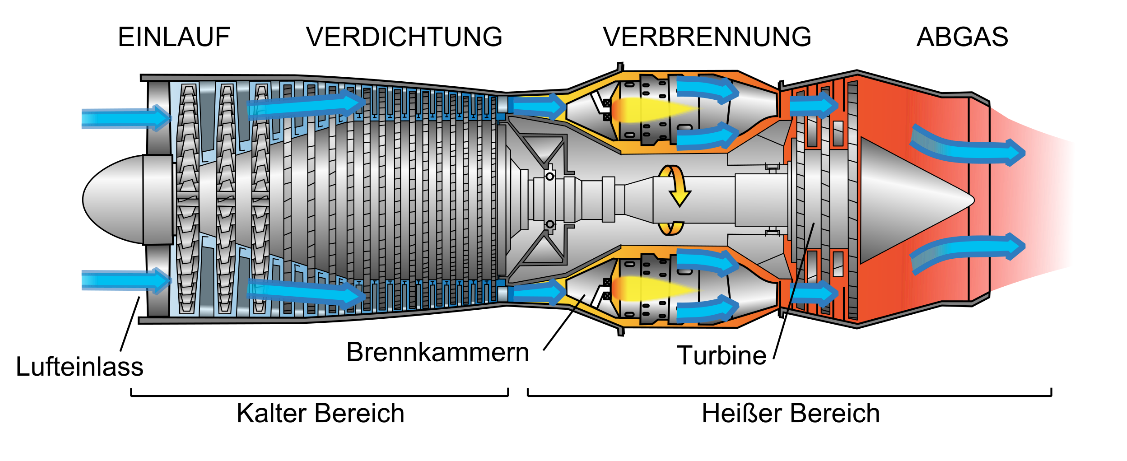 EINLAUF
VERDICHTUNG
VERBRENNUNG
ABGAS
Lufteinlass
Brennkammern
Turbine
Kalter Bereich
Heißer Bereich